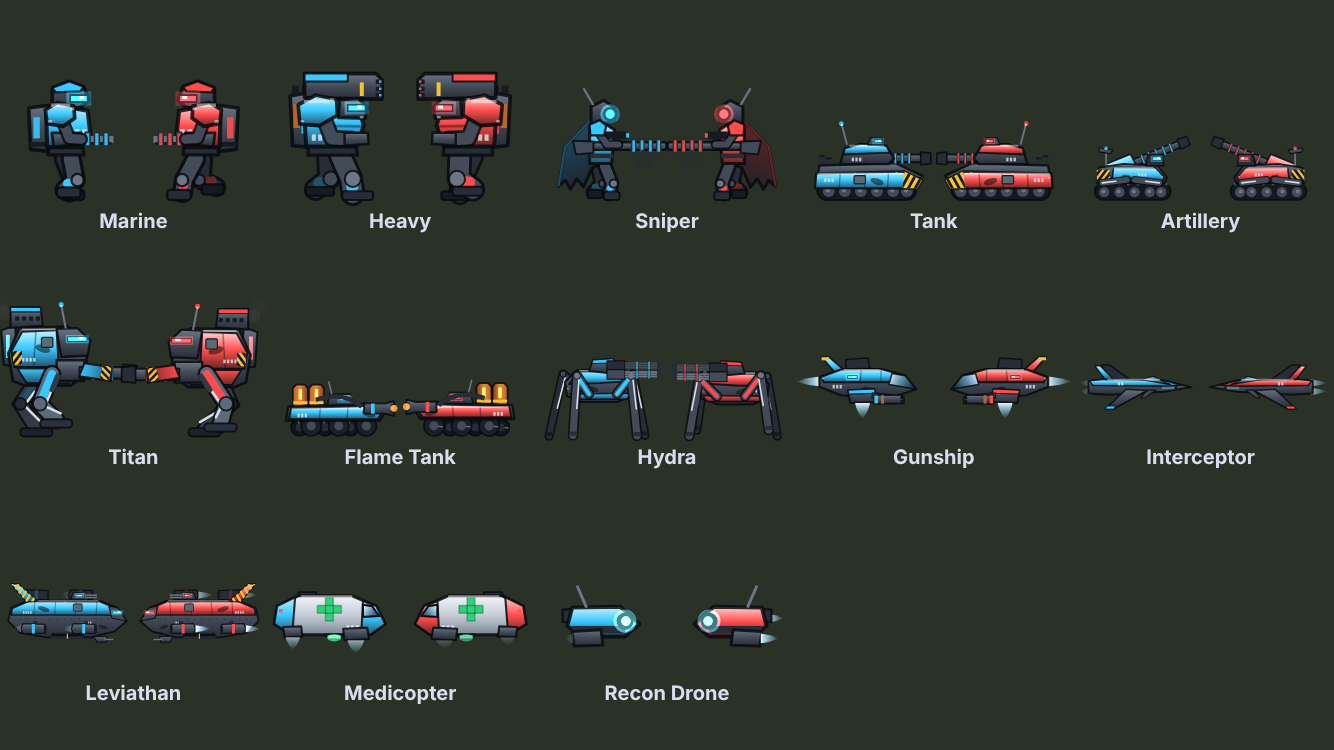 Marine
Heavy
Sniper
Tank
Artillery
Titan
Flame Tank
Hydra
Gunship
Interceptor
Leviathan
Medicopter
Recon Drone